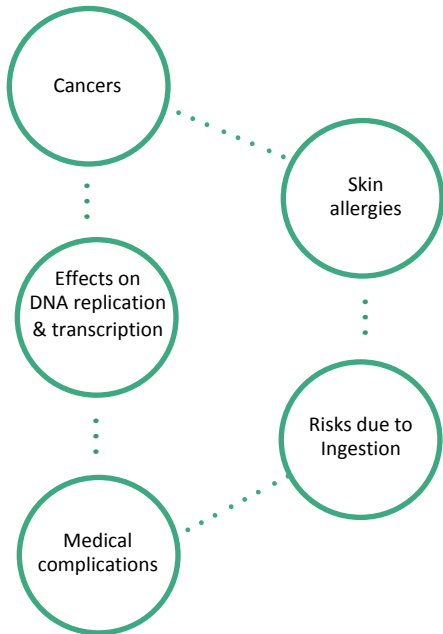 Cancers
Skin
allergies
Effects on
DNA replication
& transcription
Risks due to
Ingestion
Medical
complications